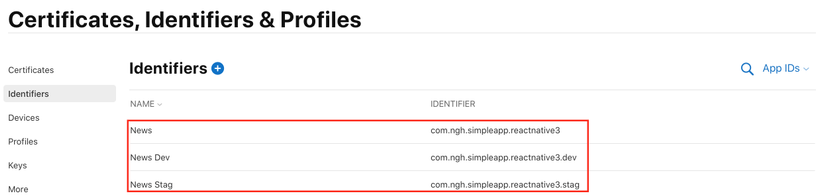 Certificates, Identifiers & Profiles
Certificates
Identifiers
Devices
Profiles
Keys
More
Identifiers
App IDs
NAME IDENTIFIER
News com.ngh.simpleapp.reactnative3
News Dev com.ngh.simpleapp.reactnative3.dev
News Stag com.ngh.simpleapp.reactnative3.stag